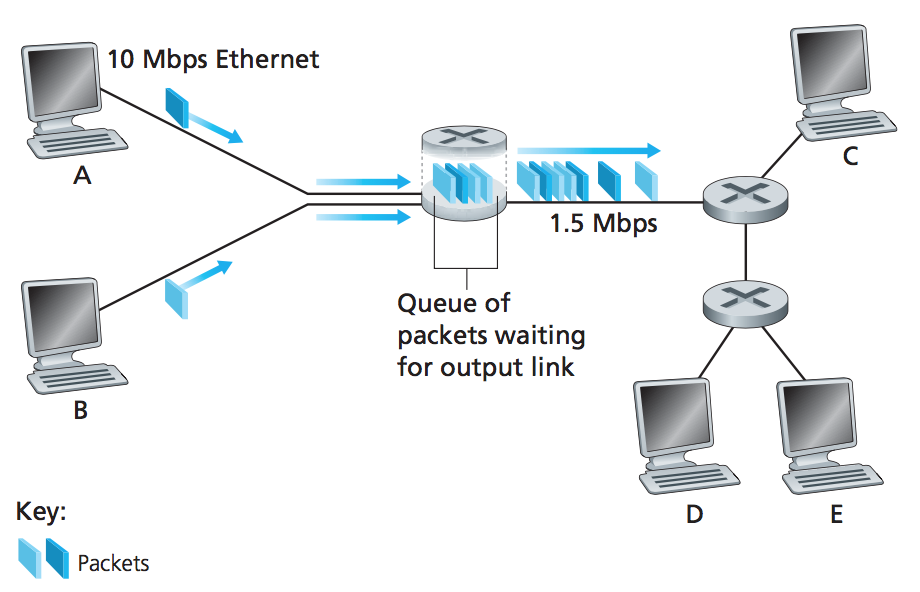 10 Mbps Ethernet
A
C
1.5 Mbps
B
Queue of
packets waiting
for output link
D
E
Key:
Packets